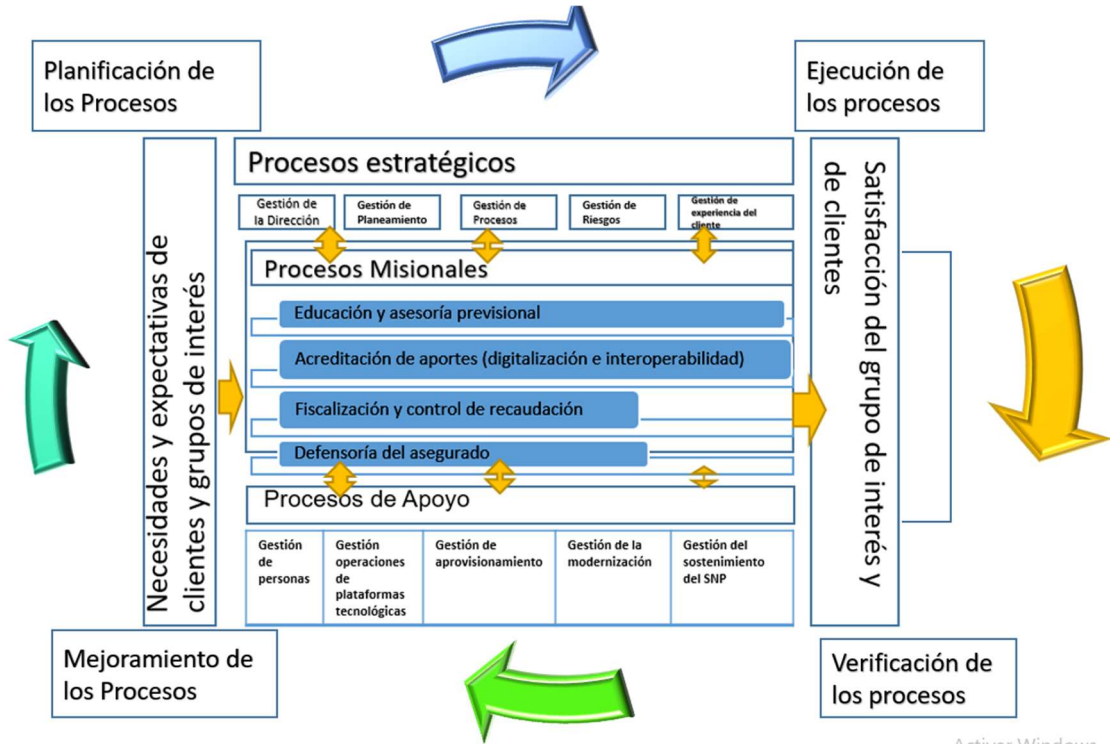 Planificación de
los Procesos
Ejecución de
los procesos
Necesidades y expectativas de
clientes y grupos de interés
Procesos estratégicos
Gestión de
la Dirección
Gestión de
Planeamiento
Gestión de
Procesos
Gestión de
Riesgos
Gestión de
experiencia del
cliente
Procesos Misionales
Educación y asesoría previsional
Acreditación de aportes (digitalización e interoperabilidad)
Fiscalización y control de recaudación
Defensoría del asegurado
Procesos de Apoyo
Gestión
de
personas
Gestión
operaciones
de
plataformas
tecnológicas
Gestión de
aprovisionamiento
Gestión de la
modernización
Gestión del
sostenimiento
del SNP
Satisfacción del grupo de interés y
de clientes
Mejoramiento de
los Procesos
Verificación de
los procesos